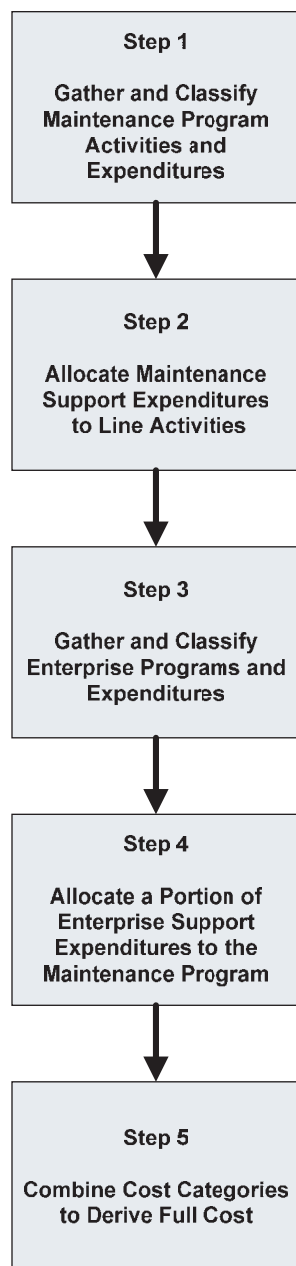 Step 1
Gather and Classify
Maintenance Program
Activities and
Expenditures
Step 2
Allocate Maintenance
Support Expenditures
to Line Activities
Step 3
Gather and Classify
Enterprise Programs and
Expenditures
Step 4
Allocate a Portion of
Enterprise Support
Expenditures to the
Maintenance Program
Step 5
Combine Cost Categories
to Derive Full Cost